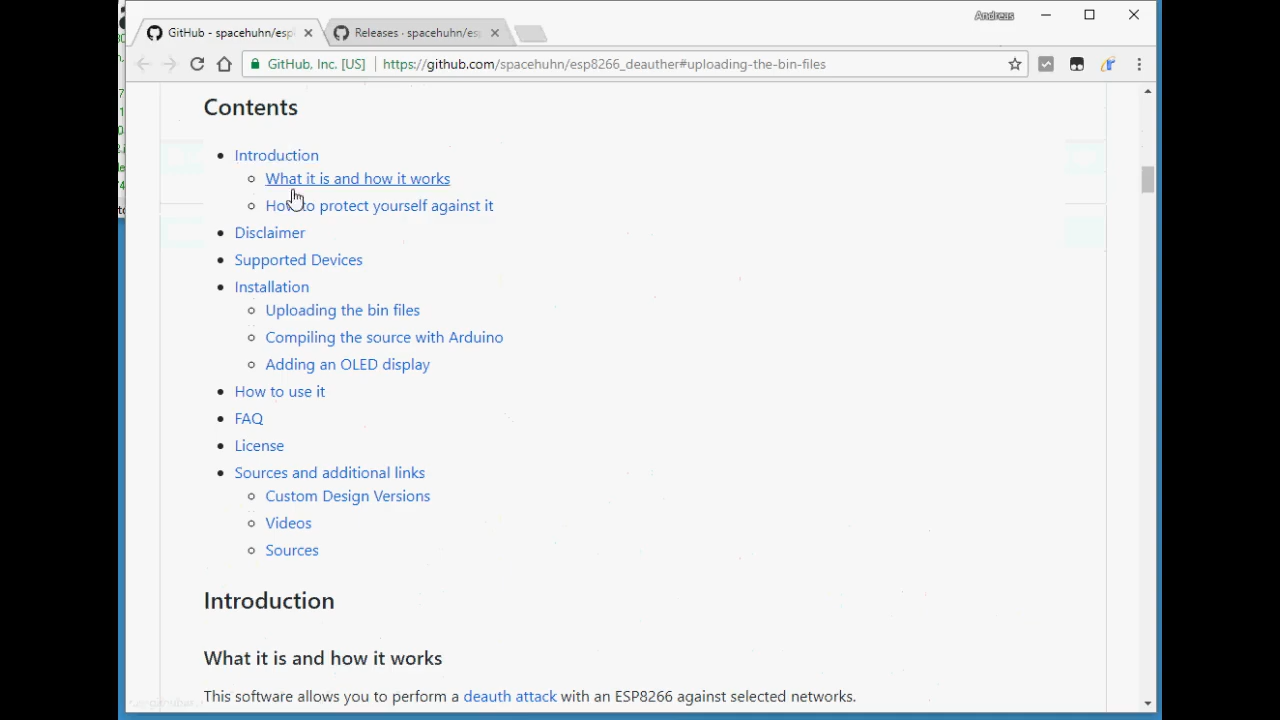 Andreas
GitHub - spacehuhn/esp
Releases · spacehuhn/es
GitHub, Inc. [US]
https://github.com/spacehuhn/esp8266_deauther#uploading-the-bin-files
Contents
Introduction
What it is and how it works
How to protect yourself against it
Disclaimer
Supported Devices
Installation
Uploading the bin files
Compiling the source with Arduino
Adding an OLED display
How to use it
FAQ
License
Sources and additional links
Custom Design Versions
Videos
Sources
Introduction
What it is and how it works
This software allows you to perform a deauth attack with an ESP8266 against selected networks.